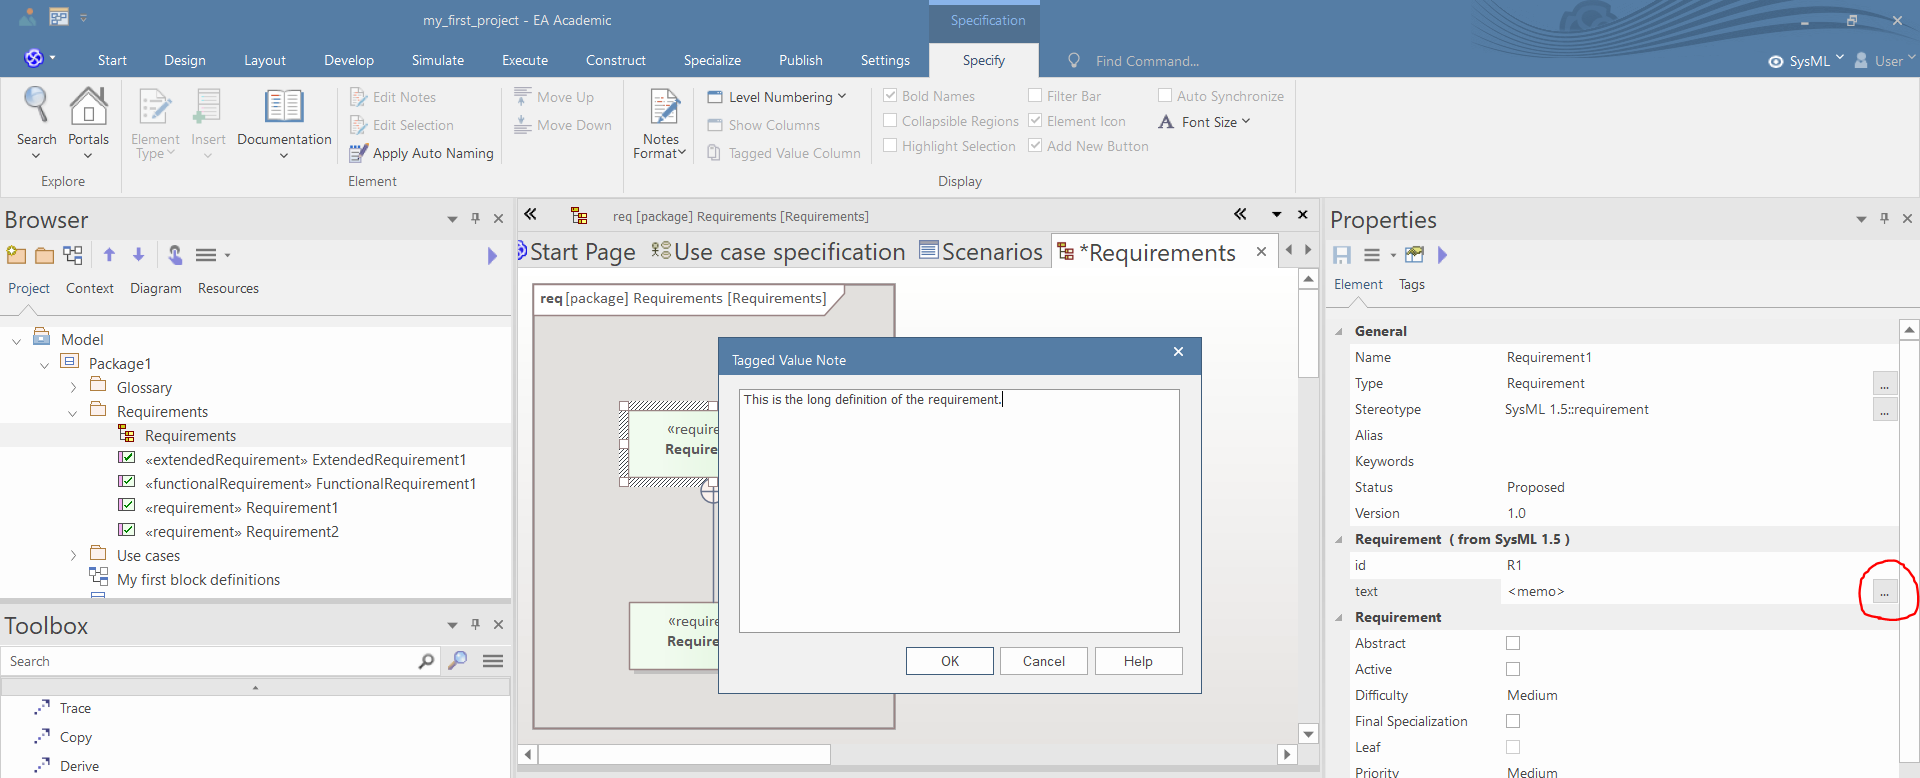 my_first_project - EA Academic
Specification
Start Design Layout Develop Simulate Execute Construct Specialize Publish Settings Specify Find Command... SysML User
Search
Portals
Explore
Element Type
Insert
Documentation
Edit Notes
Edit Selection
Apply Auto Naming
Move Up
Move Down
Element
Notes Format
Level Numbering
Show Columns
Tagged Value Column
Bold Names
Collapsible Regions
Highlight Selection
Filter Bar
Element Icon
Add New Button
Auto Synchronize
Font Size
Display
Browser
Project Context Diagram Resources
Model
Package1
Glossary
Requirements
Requirements
«extendedRequirement» ExtendedRequirement1
«functionalRequirement» FunctionalRequirement1
«requirement» Requirement1
«requirement» Requirement2
Use cases
My first block definitions
Toolbox
Search
Trace
Copy
Derive
req [package] Requirements [Requirements]
Start Page Use case specification Scenarios *Requirements
req [package] Requirements [Requirements]
«require
Require
«require
Require
Tagged Value Note
This is the long definition of the requirement.
OK Cancel Help
Properties
Element Tags
General
Name Requirement1
Type Requirement ...
Stereotype SysML 1.5::requirement ...
Alias
Keywords
Status Proposed
Version 1.0
Requirement ( from SysML 1.5 )
id R1
text <memo> ...
Requirement
Abstract
Active
Difficulty Medium
Final Specialization
Leaf
Priority Medium